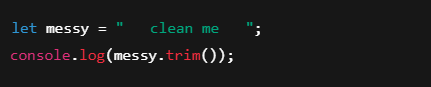 let messy = "   clean me   ";
console.log(messy.trim());